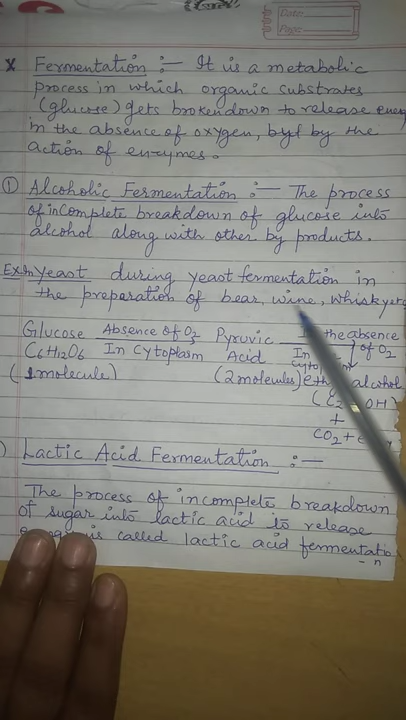 Date:
Page:
* Fermentation :- It is a metabolic
process in which organic substrates
(glucose) gets broken down to release
in the absence of oxygen, by the
action of enzymes.
① Alcoholic Fermentation :- The process
of incomplete breakdown of glucose into
alcohol along with other by products.
yeast during yeast fermentation in
the preparation of bear, wine, whisky
Glucose Absence of O2 Pyruvic the absence
C6H12O6 In Cytoplasm Acid In of O2
(1 molecule) (2 molecules) alcohol
+
CO2 +
) Lactic Acid Fermentation :-
The process of incomplete breakdown
of sugar into lactic acid to release
is called lactic acid fermentatio
-n